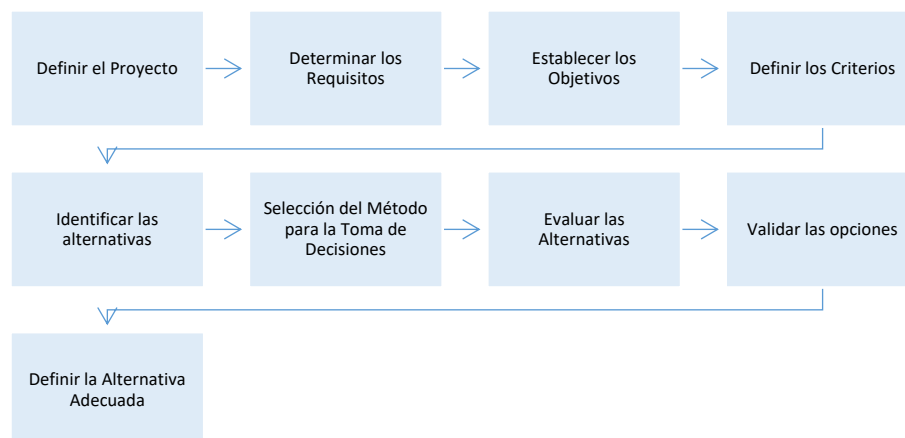 Definir el Proyecto
Determinar los
Requisitos
Establecer los
Objetivos
Definir los Criterios
Identificar las
alternativas
Selección del Método
para la Toma de
Decisiones
Evaluar las
Alternativas
Validar las opciones
Definir la Alternativa
Adecuada